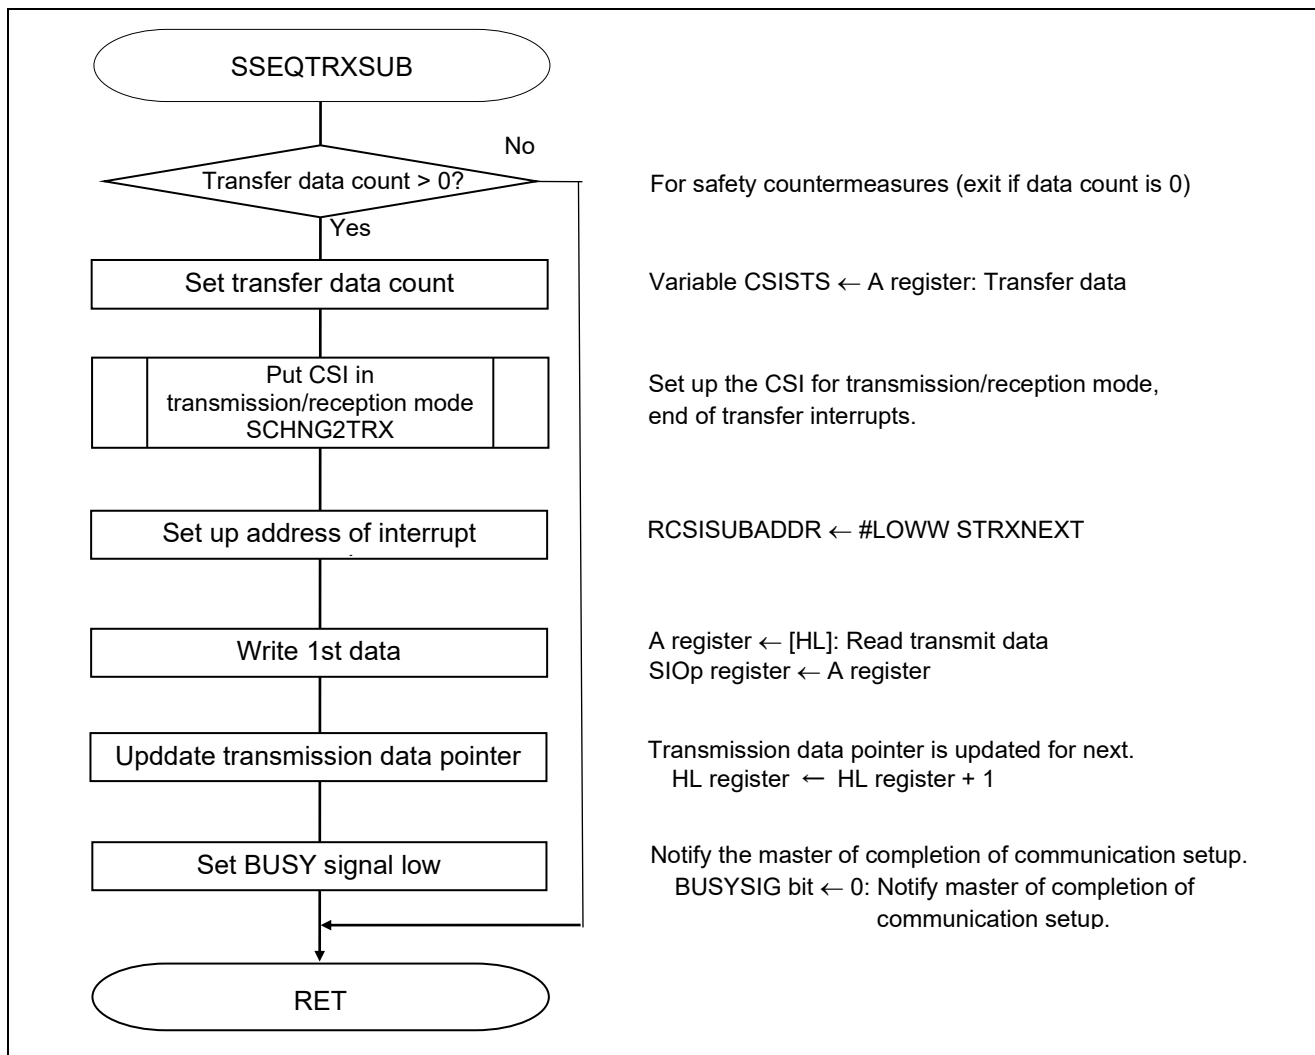 SSEQTRXSUB
No
Transfer data count > 0?
For safety countermeasures (exit if data count is 0)
Yes
Set transfer data count
Variable CSISTS ← A register: Transfer data
Put CSI in
transmission/reception mode
SCHNG2TRX
Set up the CSI for transmission/reception mode,
end of transfer interrupts.
Set up address of interrupt
RCSISUBADDR ← #LOWW STRXNEXT
Write 1st data
A register ← [HL]: Read transmit data
SIOp register ← A register
Upddate transmission data pointer
Transmission data pointer is updated for next.
HL register ← HL register + 1
Set BUSY signal low
Notify the master of completion of communication setup.
BUSYSIG bit ← 0: Notify master of completion of
communication setup.
RET